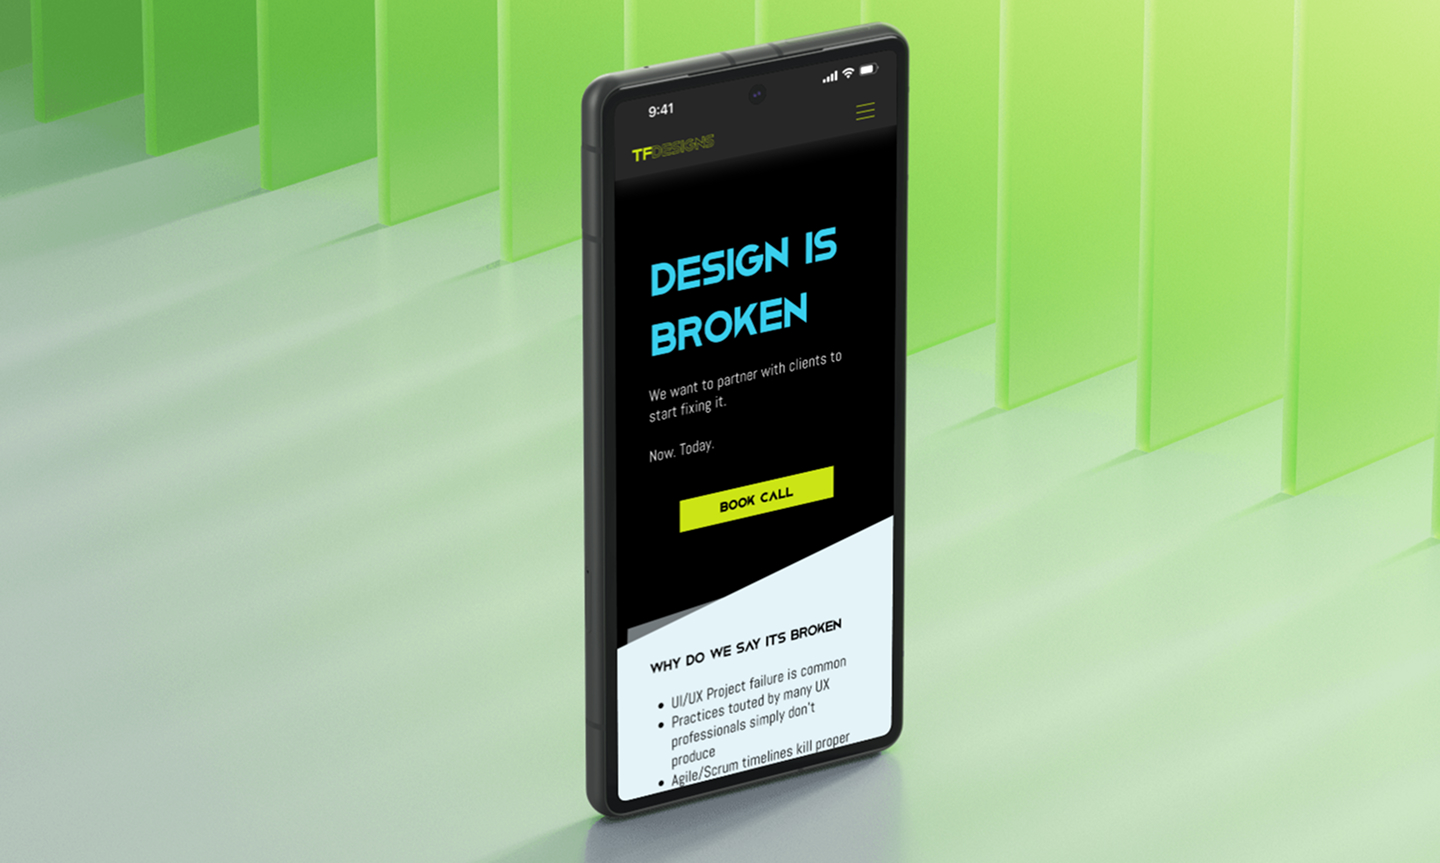 9:41
TFDESIGNS
DESIGN IS
BROKEN
We want to partner with clients to
start fixing it.
Now. Today.
BOOK CALL
WHY DO WE SAY ITS BROKEN
• UI/UX Project failure is common
• Practices touted by many UX
professionals simply don't
produce
• Agile/Scrum timelines kill proper